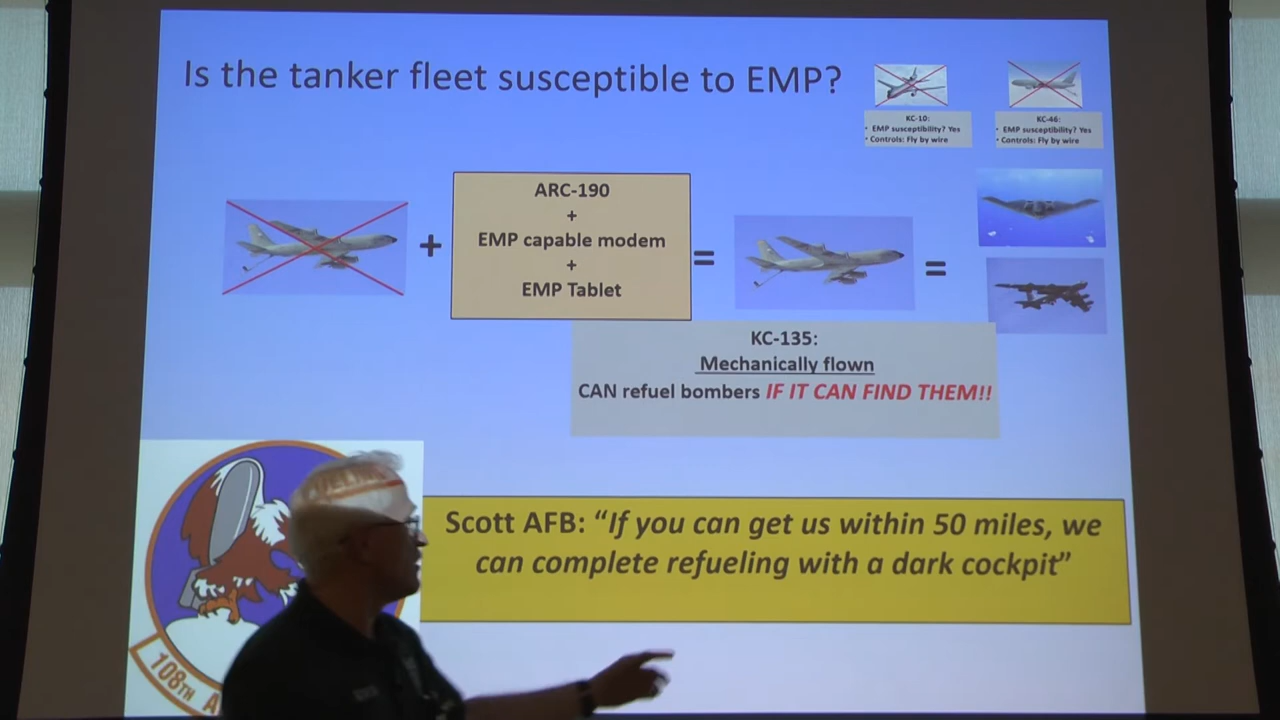 Is the tanker fleet susceptible to EMP?
KC-10:
• EMP susceptibility? Yes
• Controls: Fly by wire
KC-46:
• EMP susceptibility? Yes
• Controls: Fly by wire
+
ARC-190
+
EMP capable modem
+
EMP Tablet
=
=
KC-135:
Mechanically flown
CAN refuel bombers IF IT CAN FIND THEM!!
Scott AFB: “If you can get us within 50 miles, we
can complete refueling with a dark cockpit”
108TH A